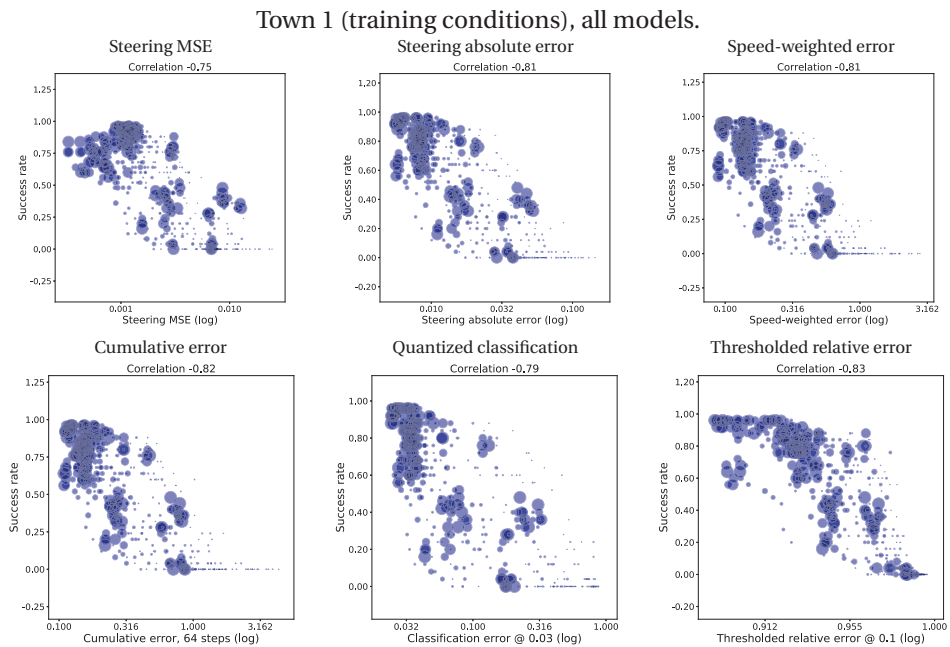 Town 1 (training conditions), all models.
Steering MSE
Correlation -0.75
1.25
1.00
0.75
0.50
0.25
0.00
-0.25
Success rate
0.001
0.010
Steering MSE (log)
Steering absolute error
Correlation -0.81
1.20
1.00
0.80
0.60
0.40
0.20
0.00
-0.20
Success rate
0.010
0.032
0.100
Steering absolute error (log)
Speed-weighted error
Correlation -0.81
1.25
1.00
0.75
0.50
0.25
0.00
-0.25
Success rate
0.100
0.316
1.000
3.162
Speed-weighted error (log)
Cumulative error
Correlation -0.82
1.25
1.00
0.75
0.50
0.25
0.00
-0.25
Success rate
0.100
0.316
1.000
3.162
Cumulative error, 64 steps (log)
Quantized classification
Correlation -0.79
1.00
0.80
0.60
0.40
0.20
0.00
Success rate
0.032
0.100
0.316
1.000
Classification error @ 0.03 (log)
Thresholded relative error
Correlation -0.83
1.20
1.00
0.80
0.60
0.40
0.20
0.00
-0.20
Success rate
0.912
0.955
1.000
Thresholded relative error @ 0.1 (log)